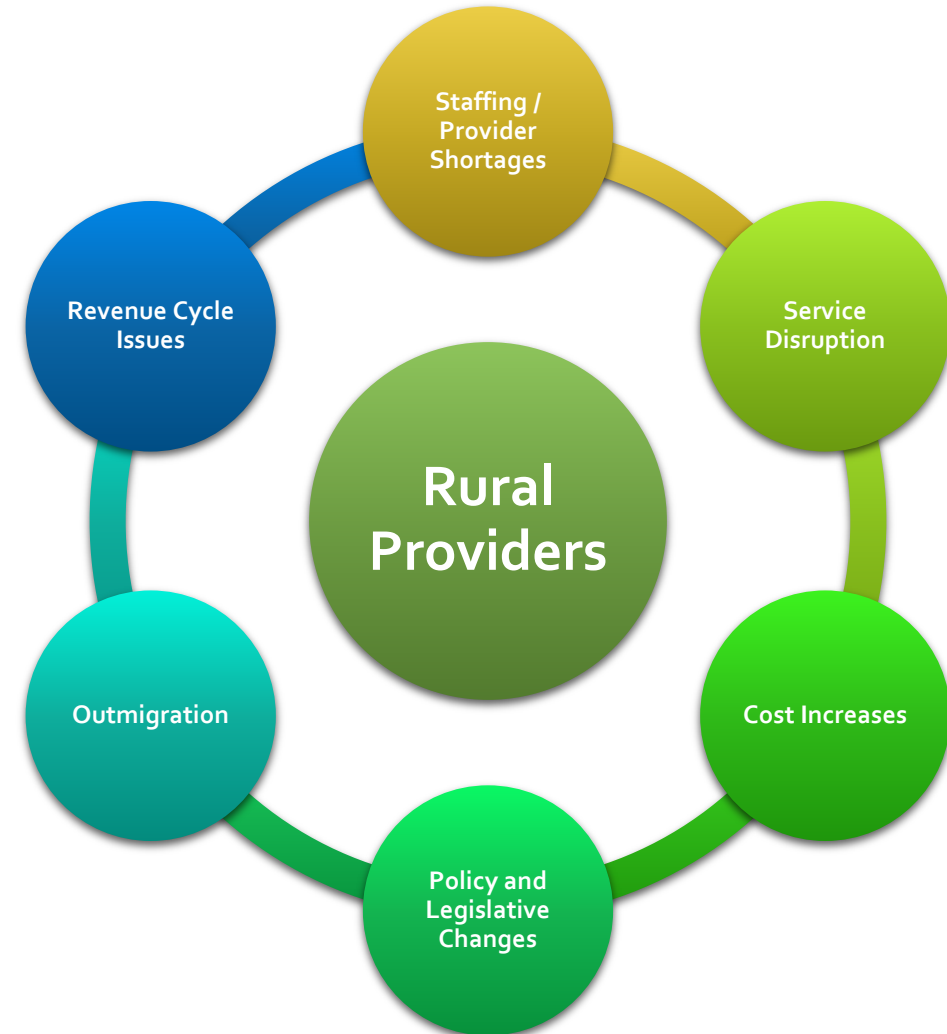 Staffing /
Provider
Shortages
Service
Disruption
Cost Increases
Policy and
Legislative
Changes
Outmigration
Revenue Cycle
Issues
Rural
Providers